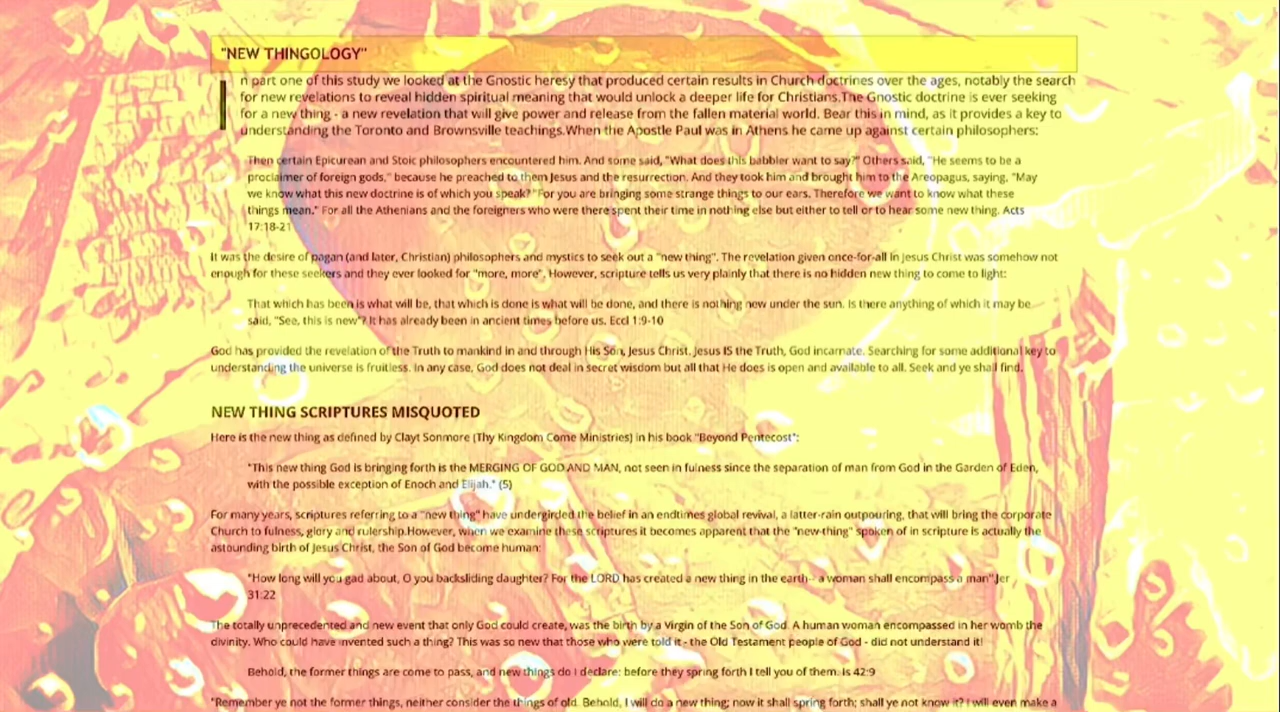 "NEW THINGOLOGY"
In part one of this study we looked at the Gnostic heresy that produced certain results in Church doctrines over the ages, notably the search
for new revelations to reveal hidden spiritual meaning that would unlock a deeper life for Christians.The Gnostic doctrine is ever seeking
for a new thing - a new revelation that will give power and release from the fallen material world. Bear this in mind, as it provides a key to
understanding the Toronto and Brownsville teachings.When the Apostle Paul was in Athens he came up against certain philosophers:
Then certain Epicurean and Stoic philosophers encountered him. And some said, "What does this babbler want to say?" Others said, "He seems to be a
proclaimer of foreign gods," because he preached to them Jesus and the resurrection. And they took him and brought him to the Areopagus, saying, "May
we know what this new doctrine is of which you speak? "For you are bringing some strange things to our ears. Therefore we want to know what these
things mean." For all the Athenians and the foreigners who were there spent their time in nothing else but either to tell or to hear some new thing. Acts
17:18-21
It was the desire of pagan (and later, Christian) philosophers and mystics to seek out a "new thing". The revelation given once-for-all in Jesus Christ was somehow not
enough for these seekers and they ever looked for "more, more". However, scripture tells us very plainly that there is no hidden new thing to come to light:
That which has been is what will be, that which is done is what will be done, and there is nothing new under the sun. Is there anything of which it may be
said, "See, this is new"? It has already been in ancient times before us. Eccl 1:9-10
God has provided the revelation of the Truth to mankind in and through His Son, Jesus Christ. Jesus IS the Truth, God incarnate. Searching for some additional key to
understanding the universe is fruitless. In any case, God does not deal in secret wisdom but all that He does is open and available to all. Seek and ye shall find.
NEW THING SCRIPTURES MISQUOTED
Here is the new thing as defined by Clayt Sonmore (Thy Kingdom Come Ministries) in his book "Beyond Pentecost":
"This new thing God is bringing forth is the MERGING OF GOD AND MAN, not seen in fulness since the separation of man from God in the Garden of Eden,
with the possible exception of Enoch and Elijah." (5)
For many years, scriptures referring to a "new thing" have undergirded the belief in an endtimes global revival, a latter-rain outpouring, that will bring the corporate
Church to fulness, glory and rulership.However, when we examine these scriptures it becomes apparent that the "new-thing" spoken of in scripture is actually the
astounding birth of Jesus Christ, the Son of God become human:
"How long will you gad about, O you backsliding daughter? For the LORD has created a new thing in the earth-- a woman shall encompass a man"Jer
31:22
The totally unprecedented and new event that only God could create, was the birth by a Virgin of the Son of God. A human woman encompassed in her womb the
divinity. Who could have invented such a thing? This was so new that those who were told it - the Old Testament people of God - did not understand it!
Behold, the former things are come to pass, and new things do I declare: before they spring forth I tell you of them. Is 42:9
"Remember ye not the former things, neither consider the things of old. Behold, I will do a new thing; now it shall spring forth; shall ye not know it? I will even make a